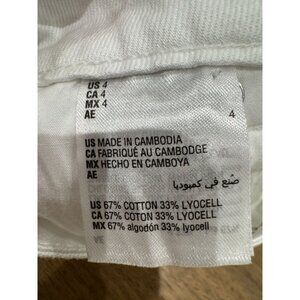 US 4
CA 4
MX 4
AE 4
US MADE IN CAMBODIA
CA FABRIQUÉ AU CAMBODGE
MX HECHO EN CAMBOYA
AE
صُنع في كمبوديا
US 67% COTTON 33% LYOCELL
CA 67% COTON 33% LYOCELL
MX 67% algodón 33% lyocell